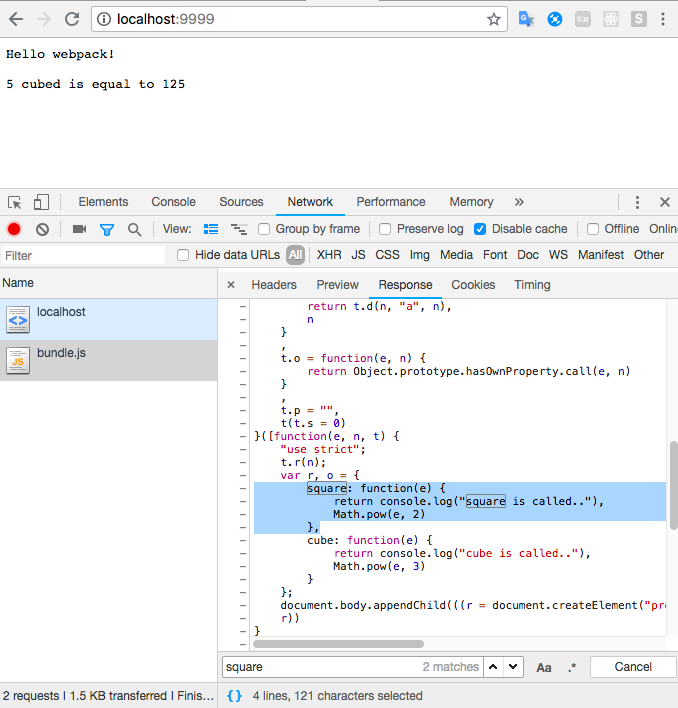 localhost:9999
Hello webpack!
5 cubed is equal to 125
Elements Console Sources Network Performance Memory »
View: Group by frame Preserve log Disable cache Offline Onlin
Filter Hide data URLs All XHR JS CSS Img Media Font Doc WS Manifest Other
Name
× Headers Preview Response Cookies Timing
localhost
bundle.js
return t.d(n, "a", n),
n
}
,
t.o = function(e, n) {
return Object.prototype.hasOwnProperty.call(e, n)
}
,
t.p = "",
t(t.s = 0)
}([function(e, n, t) {
"use strict";
t.r(n);
var r, o = {
square: function(e) {
return console.log("square is called.."),
Math.pow(e, 2)
},
cube: function(e) {
return console.log("cube is called.."),
Math.pow(e, 3)
}
};
document.body.appendChild(((r = document.createElement("pre
r))
}
square 2 matches Aa .* Cancel
2 requests | 1.5 KB transferred | Finis… {} 4 lines, 121 characters selected